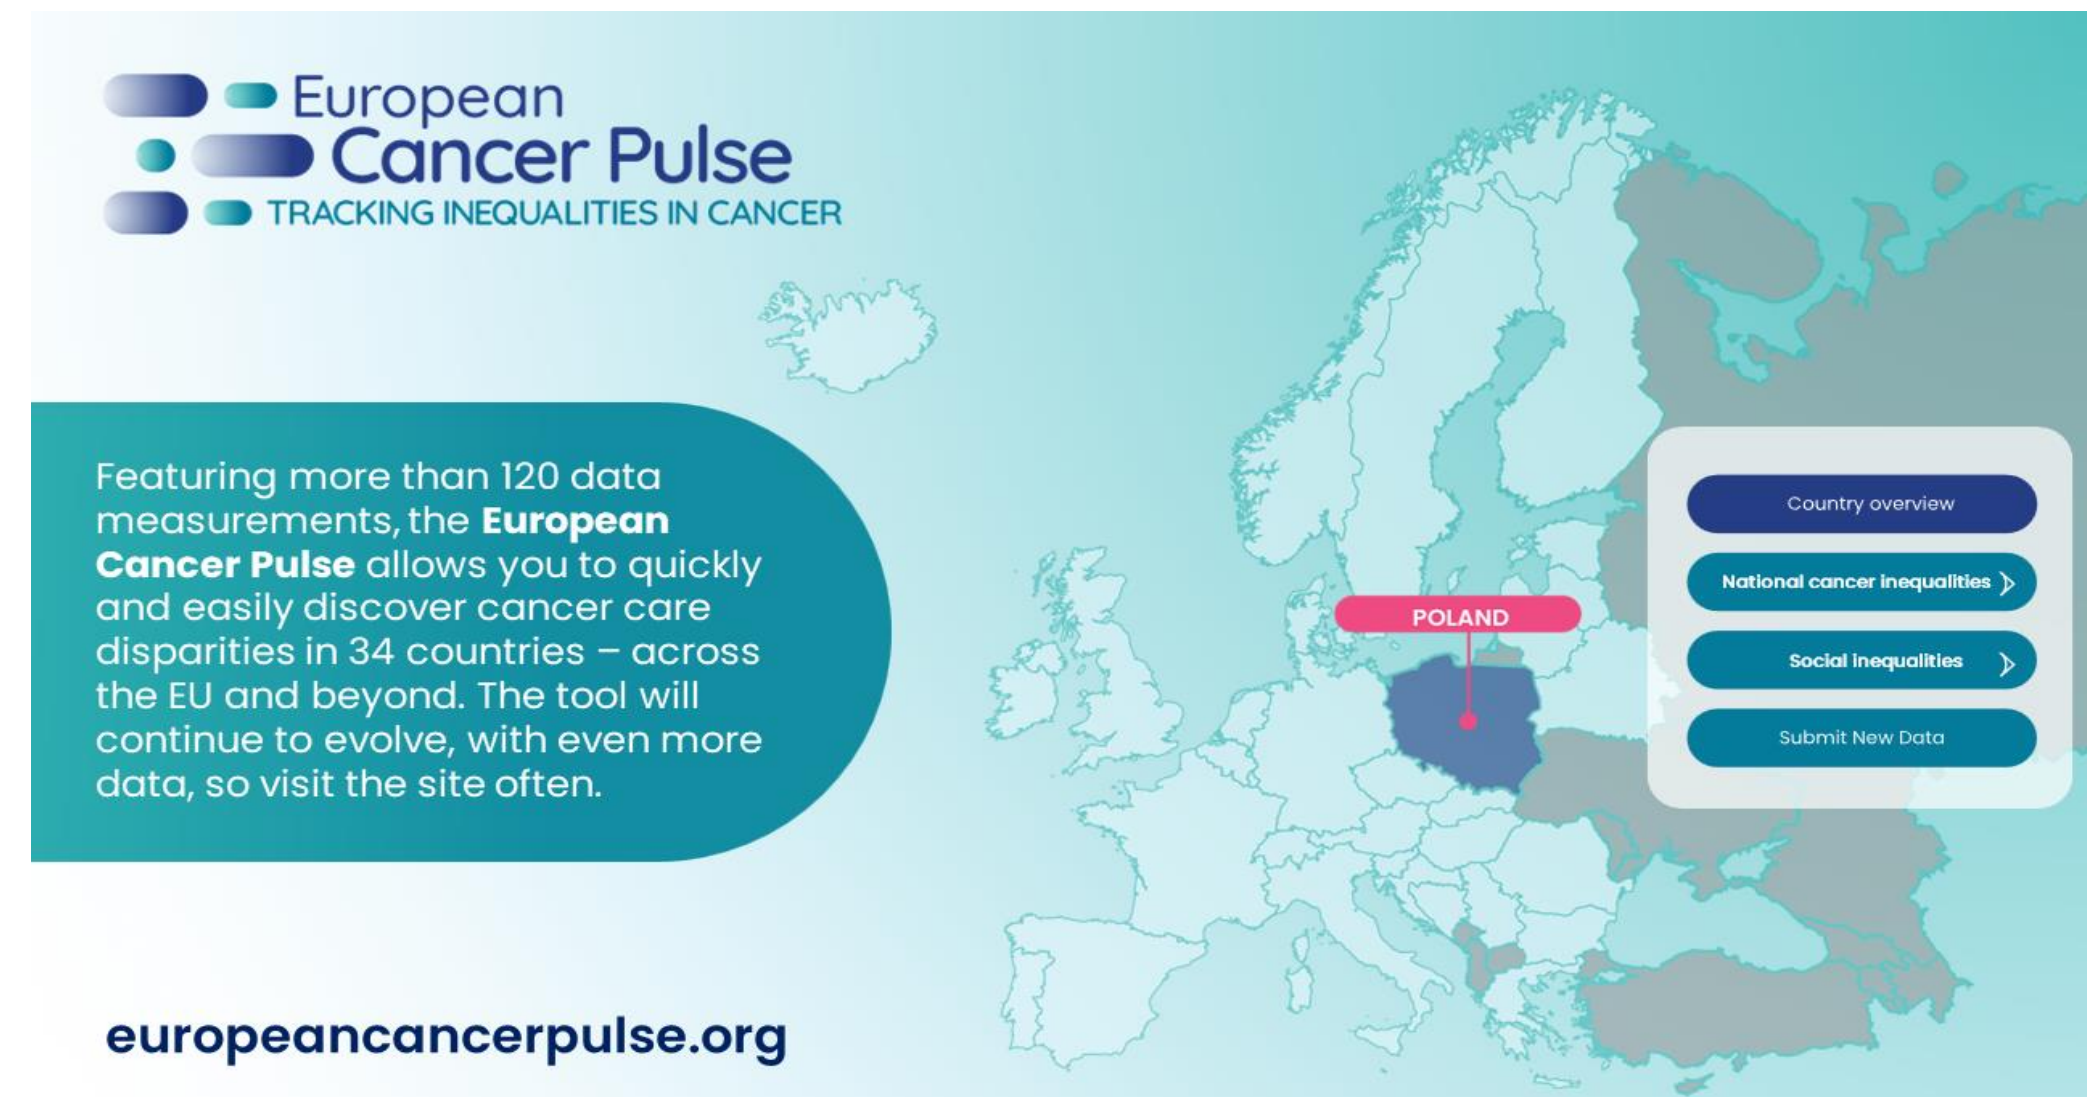 European
Cancer Pulse
TRACKING INEQUALITIES IN CANCER
Featuring more than 120 data
measurements, the European
Cancer Pulse allows you to quickly
and easily discover cancer care
disparities in 34 countries – across
the EU and beyond. The tool will
continue to evolve, with even more
data, so visit the site often.
europeancancerpulse.org
POLAND
Country overview
National cancer inequalities
Social inequalities
Submit New Data